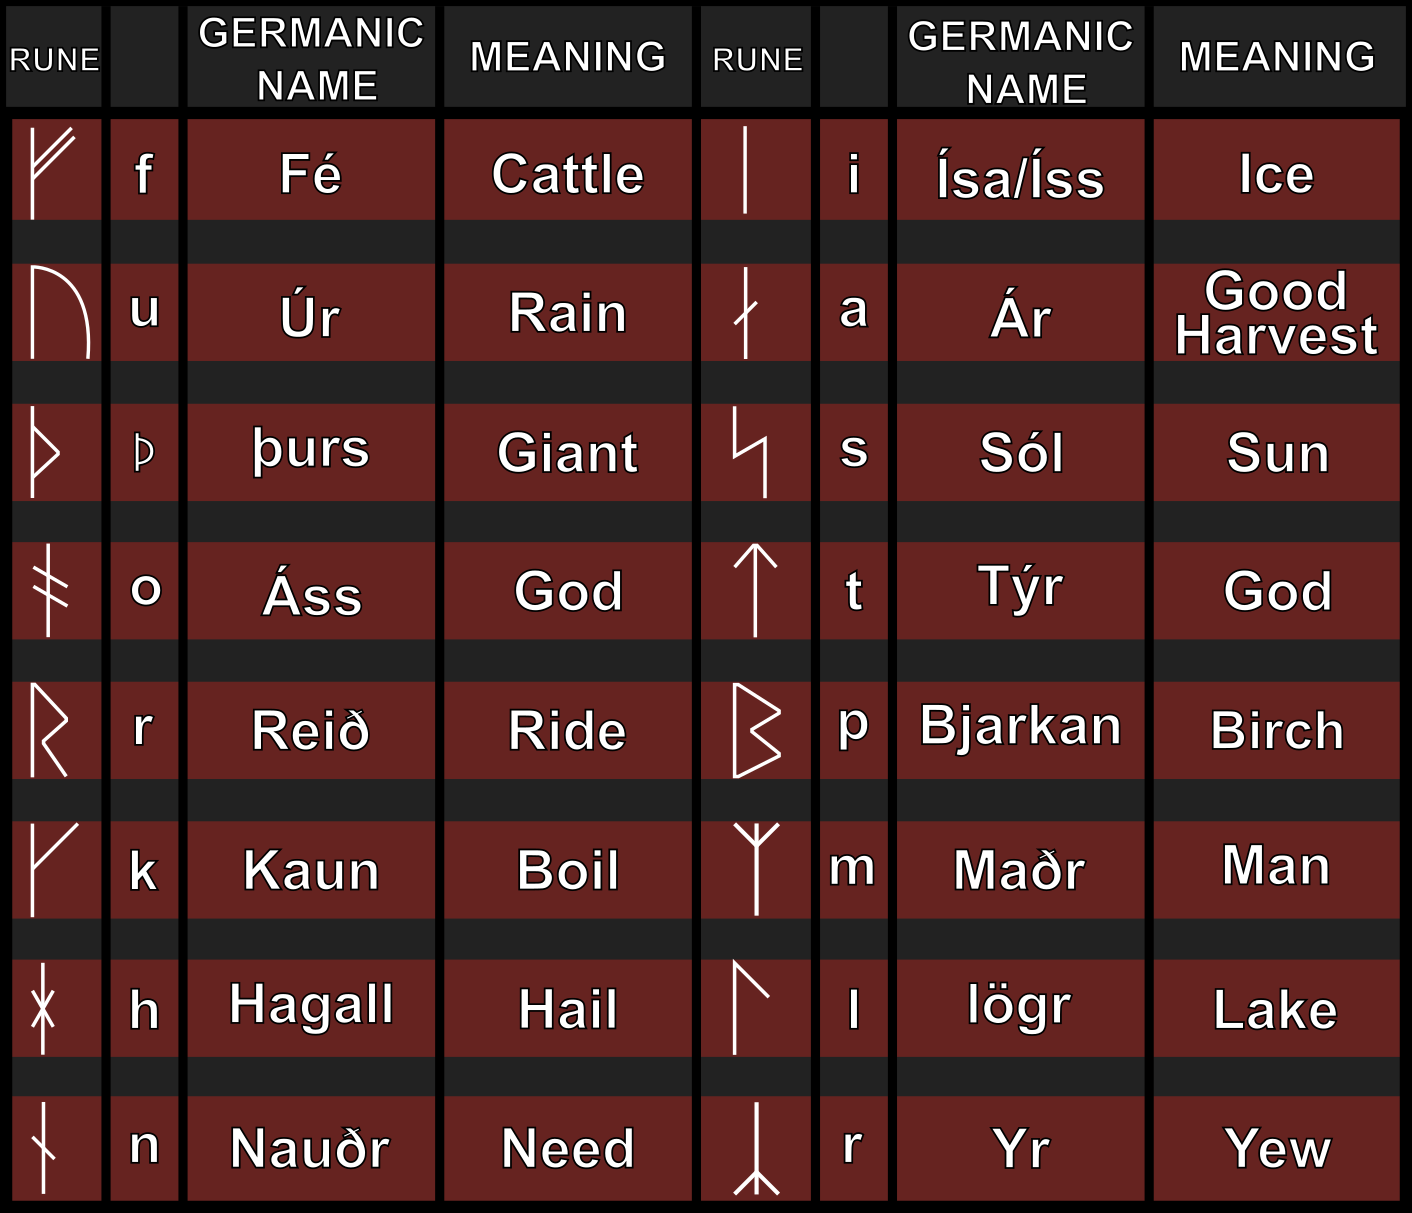 RUNE GERMANIC NAME MEANING RUNE GERMANIC NAME MEANING
ᚠ f Fé Cattle ᛁ i Ísa/Íss Ice
ᚢ u Úr Rain ᛅ a Ár Good Harvest
ᚦ Þ þurs Giant ᛋ s Sól Sun
ᚬ o Áss God ᛏ t Týr God
ᚱ r Reið Ride ᛒ p Bjarkan Birch
ᚴ k Kaun Boil ᛘ m Maðr Man
ᚼ h Hagall Hail ᛚ l lögr Lake
ᚾ n Nauðr Need ᛦ r Yr Yew